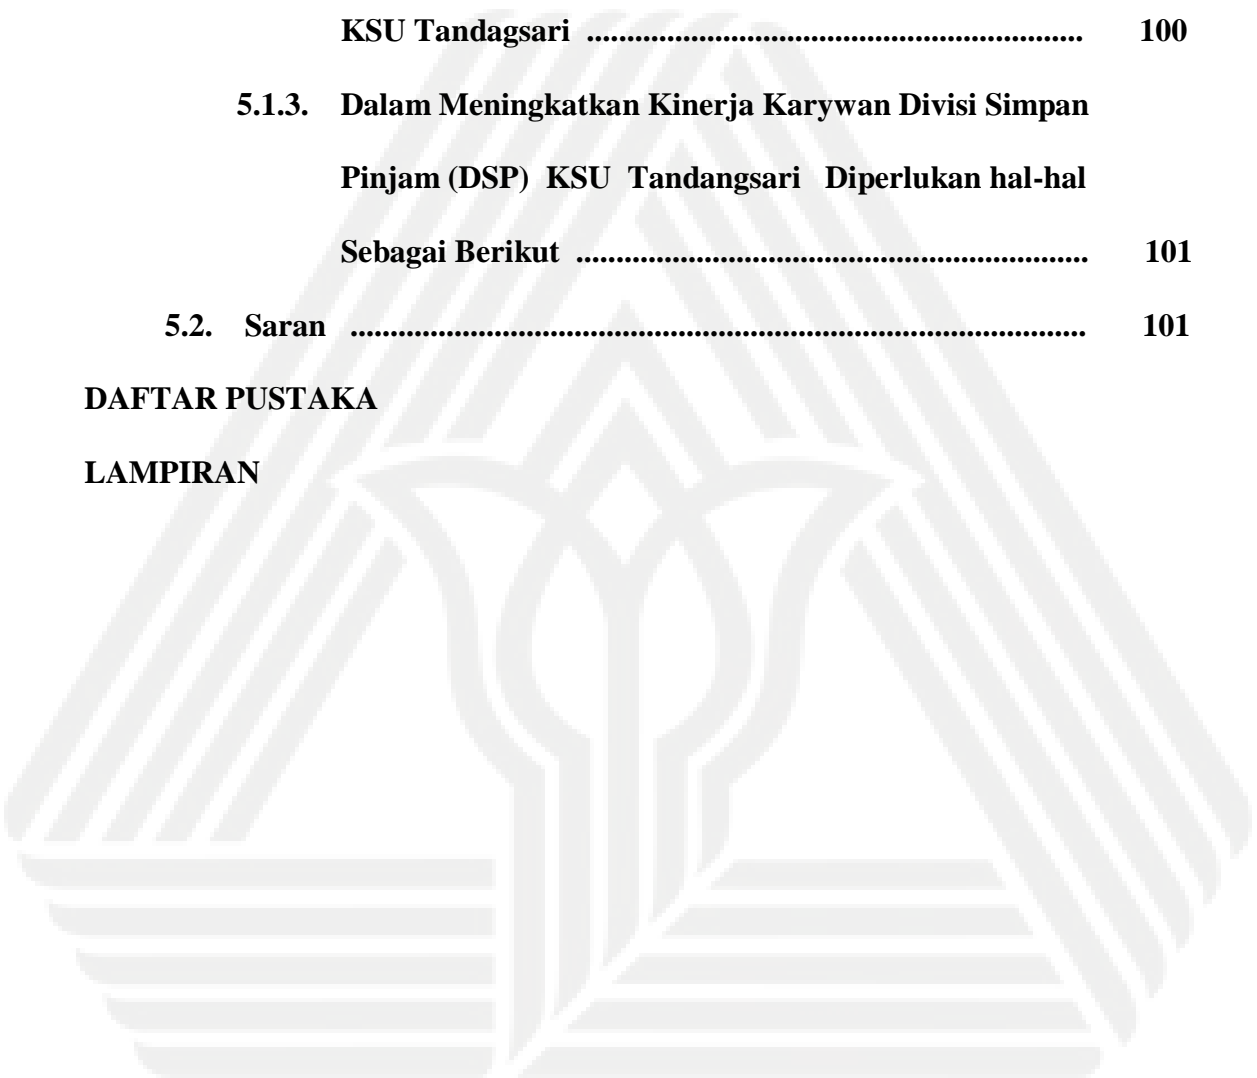 KSU Tandagsari .............................................................. 100
5.1.3. Dalam Meningkatkan Kinerja Karywan Divisi Simpan
Pinjam (DSP) KSU Tandangsari Diperlukan hal-hal
Sebagai Berikut ................................................................ 101
5.2. Saran ............................................................................................ 101
DAFTAR PUSTAKA
LAMPIRAN